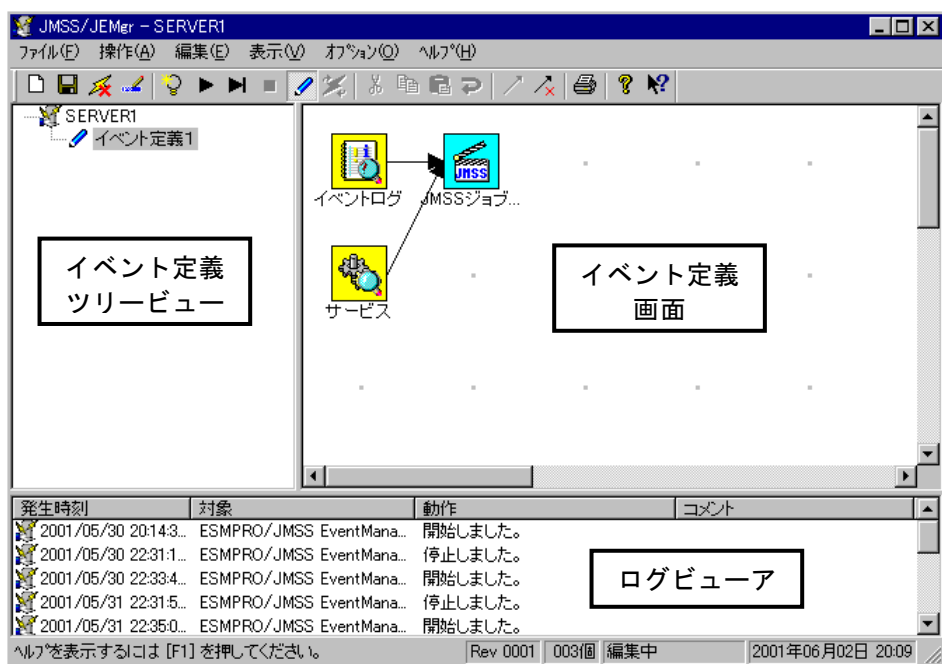 JMSS/JEMgr - SERVER1
ﾌｧｲﾙ(F) 操作(A) 編集(E) 表示(V) ｵﾌﾟｼｮﾝ(O) ﾍﾙﾌﾟ(H)
SERVER1
イベント定義1
イベント定義
ツリービュー
JMSS
イベントログ
JMSSジョブ...
サービス
イベント定義
画面
発生時刻 対象 動作 コメント
2001/05/30 20:14:3... ESMPRO/JMSS EventMana... 開始しました。
2001/05/30 22:31:1... ESMPRO/JMSS EventMana... 停止しました。
2001/05/30 22:33:4... ESMPRO/JMSS EventMana... 開始しました。
2001/05/31 22:31:5... ESMPRO/JMSS EventMana... 停止しました。
2001/05/31 22:35:0... ESMPRO/JMSS EventMana... 開始しました。
ログビューア
ﾍﾙﾌﾟを表示するには [F1] を押してください。 Rev 0001 003個 編集中 2001年06月02日 20:09